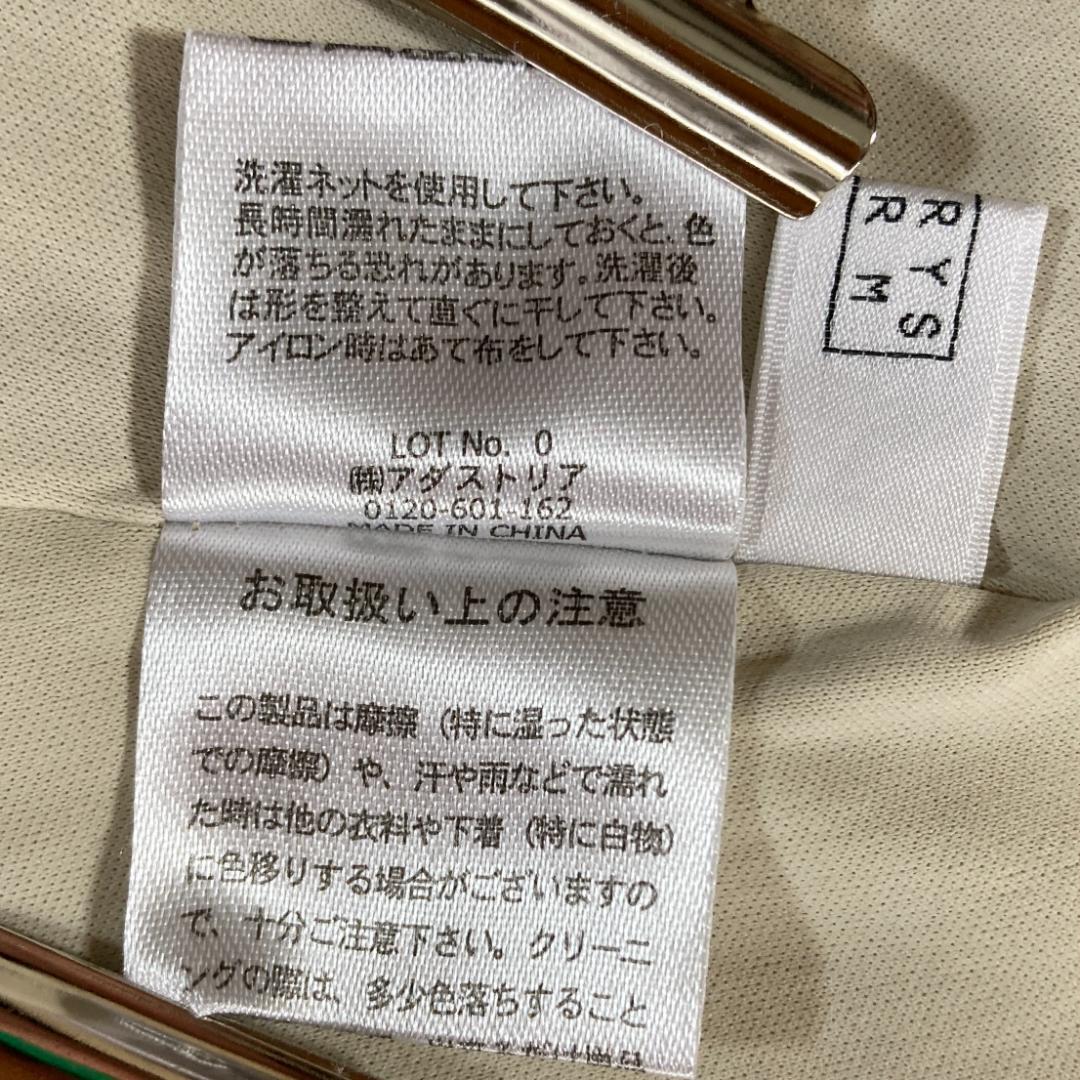 洗濯ネットを使用して下さい。
長時間濡れたままにしておくと、色
が落ちる恐れがあります。洗濯後
は形を整えて直ぐに干して下さい。
アイロン時はあて布をして下さい。
LOT No. 0
㈱アダストリア
0120-601-162
MADE IN CHINA
お取扱い上の注意
この製品は摩擦（特に湿った状態
での摩擦）や、汗や雨などで濡れ
た時は他の衣料や下着（特に白物）
に色移りする場合がございますの
で、十分ご注意下さい。クリーニ
ングの際は、多少色落ちすること
R Y S
R M